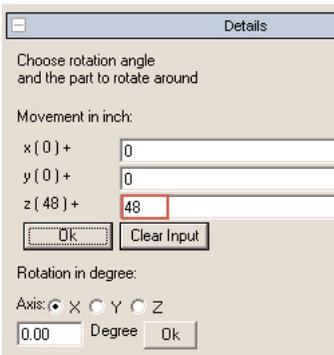 Details
Choose rotation angle
and the part to rotate around
Movement in inch:
x ( 0 ) + 0
y ( 0 ) + 0
z ( 48 ) + 48
Ok Clear Input
Rotation in degree:
Axis: X Y Z
0.00 Degree Ok